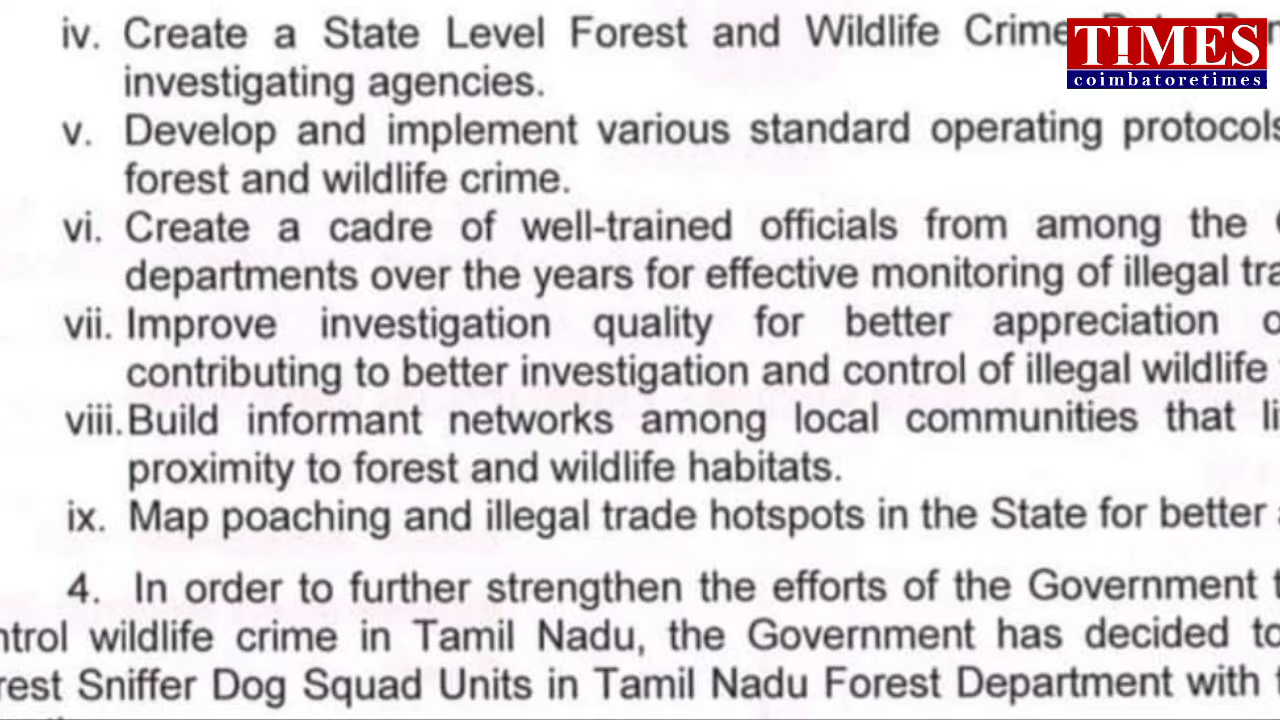 iv. Create a State Level Forest and Wildlife Crime
investigating agencies.
v. Develop and implement various standard operating protocols
forest and wildlife crime.
vi. Create a cadre of well-trained officials from among the
departments over the years for effective monitoring of illegal
vii. Improve investigation quality for better appreciation
contributing to better investigation and control of illegal wildlife
viii. Build informant networks among local communities that
proximity to forest and wildlife habitats.
ix. Map poaching and illegal trade hotspots in the State for better
4. In order to further strengthen the efforts of the Government
ntrol wildlife crime in Tamil Nadu, the Government has decided to
rest Sniffer Dog Squad Units in Tamil Nadu Forest Department with
TIMES
coimbatoretimes